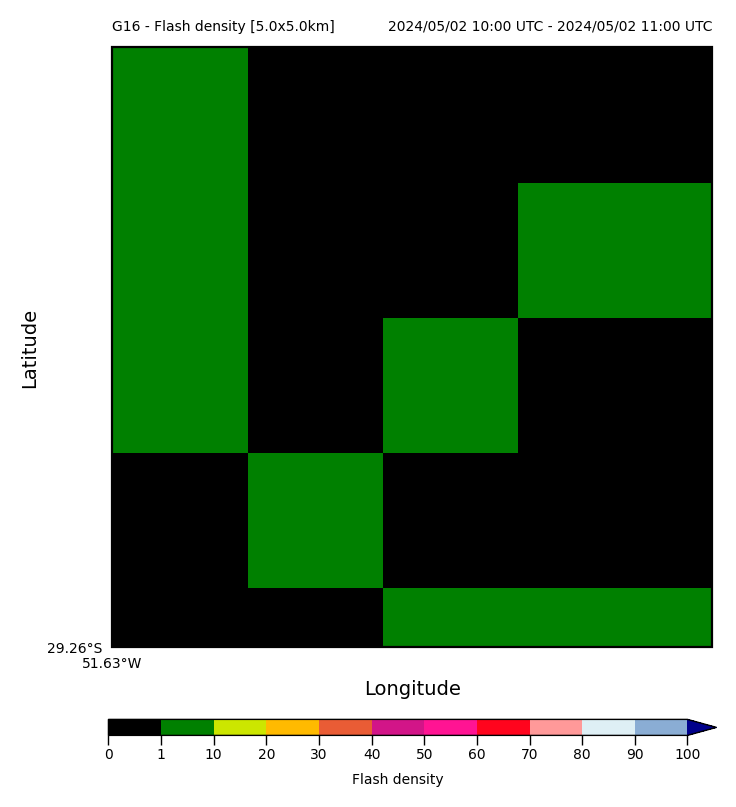 G16 - Flash density [5.0x5.0km] 2024/05/02 10:00 UTC - 2024/05/02 11:00 UTC
Latitude
29.26°S
51.63°W
Longitude
0 1 10 20 30 40 50 60 70 80 90 100
Flash density